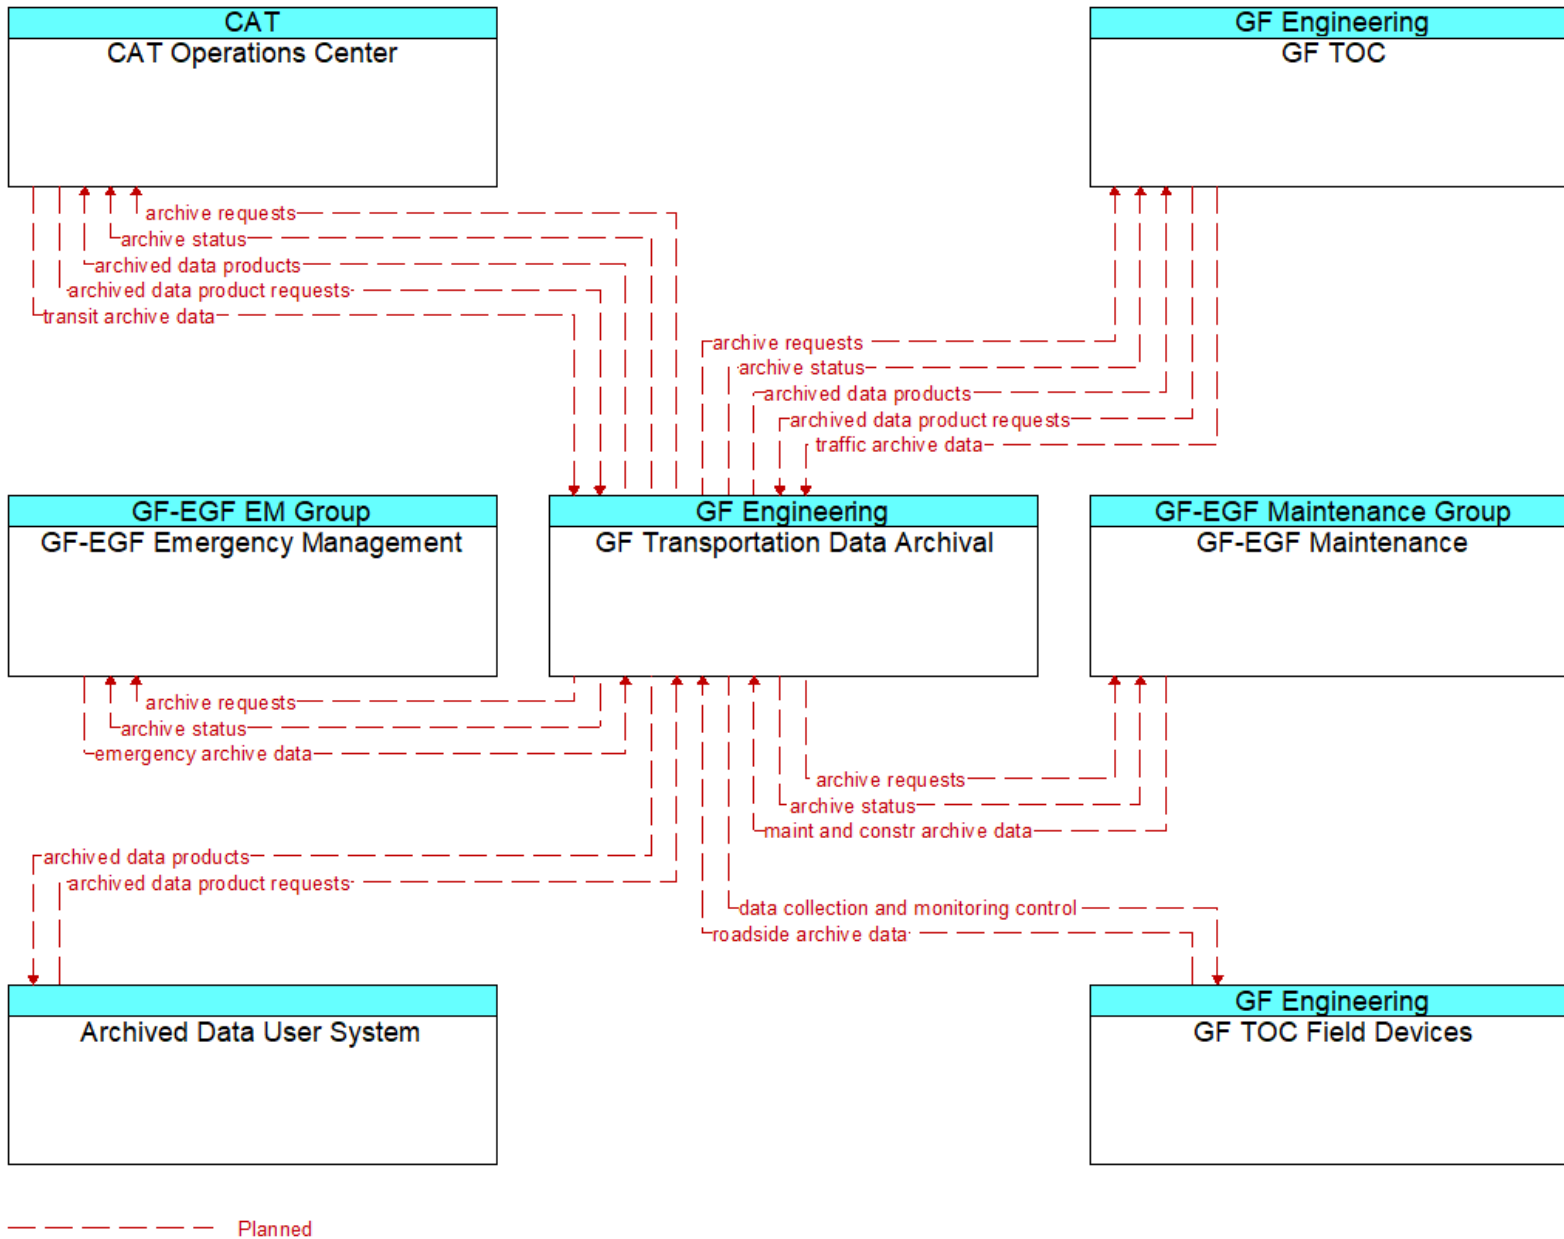 CAT
CAT Operations Center
GF Engineering
GF TOC
archive requests
archive status
archived data products
archived data product requests
transit archive data
archive requests
archive status
archived data products
archived data product requests
traffic archive data
GF-EGF EM Group
GF-EGF Emergency Management
GF Engineering
GF Transportation Data Archival
GF-EGF Maintenance Group
GF-EGF Maintenance
archive requests
archive status
emergency archive data
archive requests
archive status
maint and constr archive data
archived data products
archived data product requests
data collection and monitoring control
roadside archive data
Archived Data User System
GF Engineering
GF TOC Field Devices
Planned